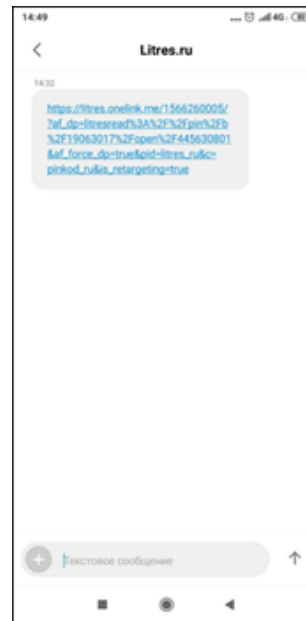 14:49
4G
Litres.ru
14:32
https://litres.onelink.me/1566260005/
?af_dp=litresread%3A%2F%2Fpin%2Fb
%2F19063017%2Fopen%2F445630801
&af_force_dp=true&pid=litres_ru&c=
pinkod_ru&is_retargeting=true
Текстовое сообщение